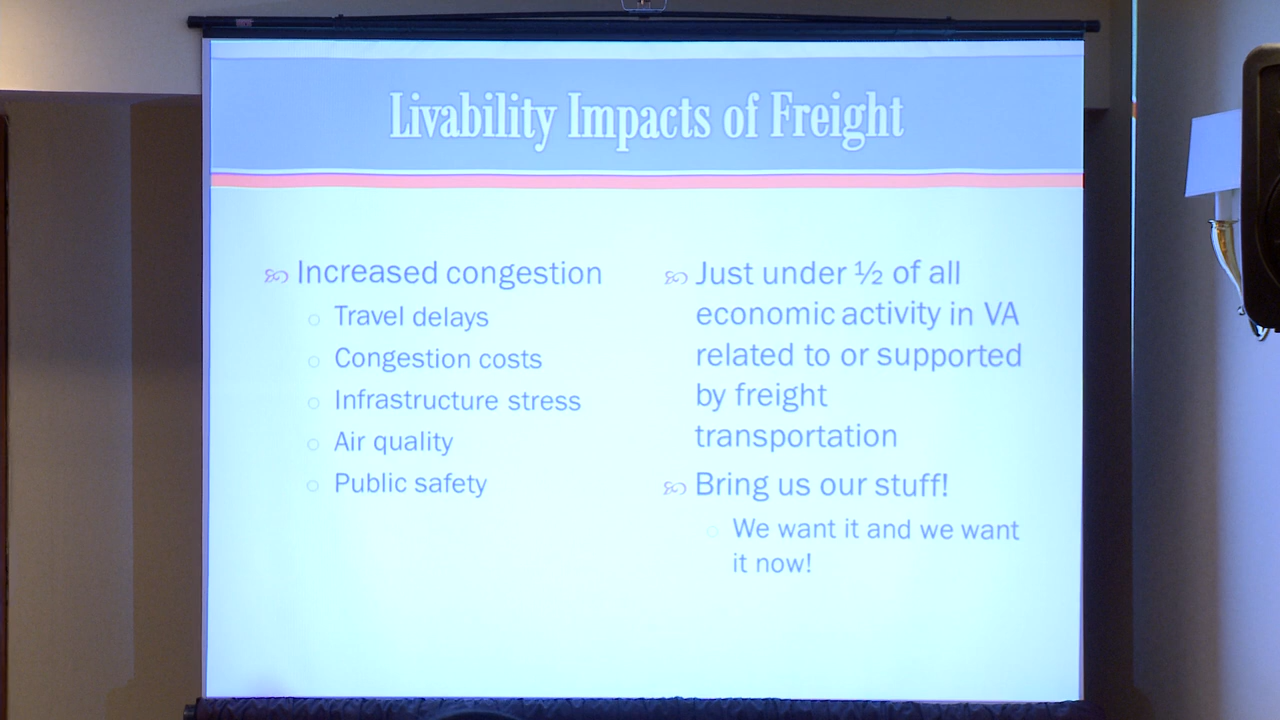 Livability Impacts of Freight
Increased congestion
Travel delays
Congestion costs
Infrastructure stress
Air quality
Public safety
Just under ½ of all
economic activity in VA
related to or supported
by freight
transportation
Bring us our stuff!
We want it and we want
it now!